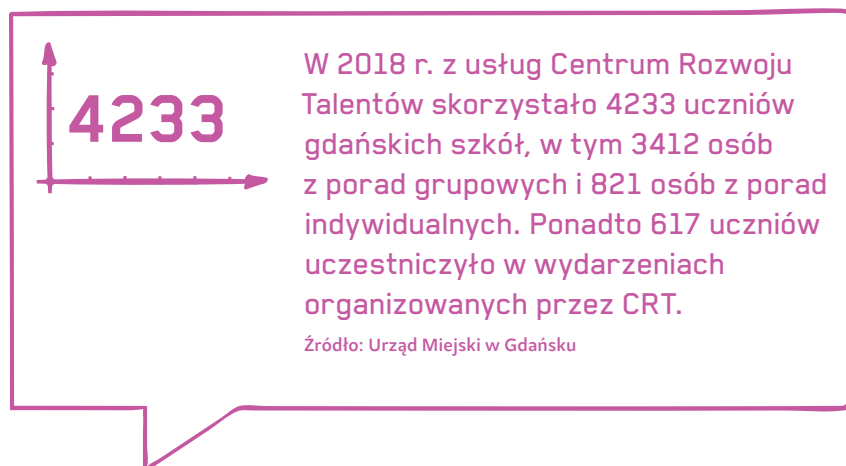 4233
W 2018 r. z usług Centrum Rozwoju
Talentów skorzystało 4233 uczniów
gdańskich szkół, w tym 3412 osób
z porad grupowych i 821 osób z porad
indywidualnych. Ponadto 617 uczniów
uczestniczyło w wydarzeniach
organizowanych przez CRT.
Źródło: Urząd Miejski w Gdańsku